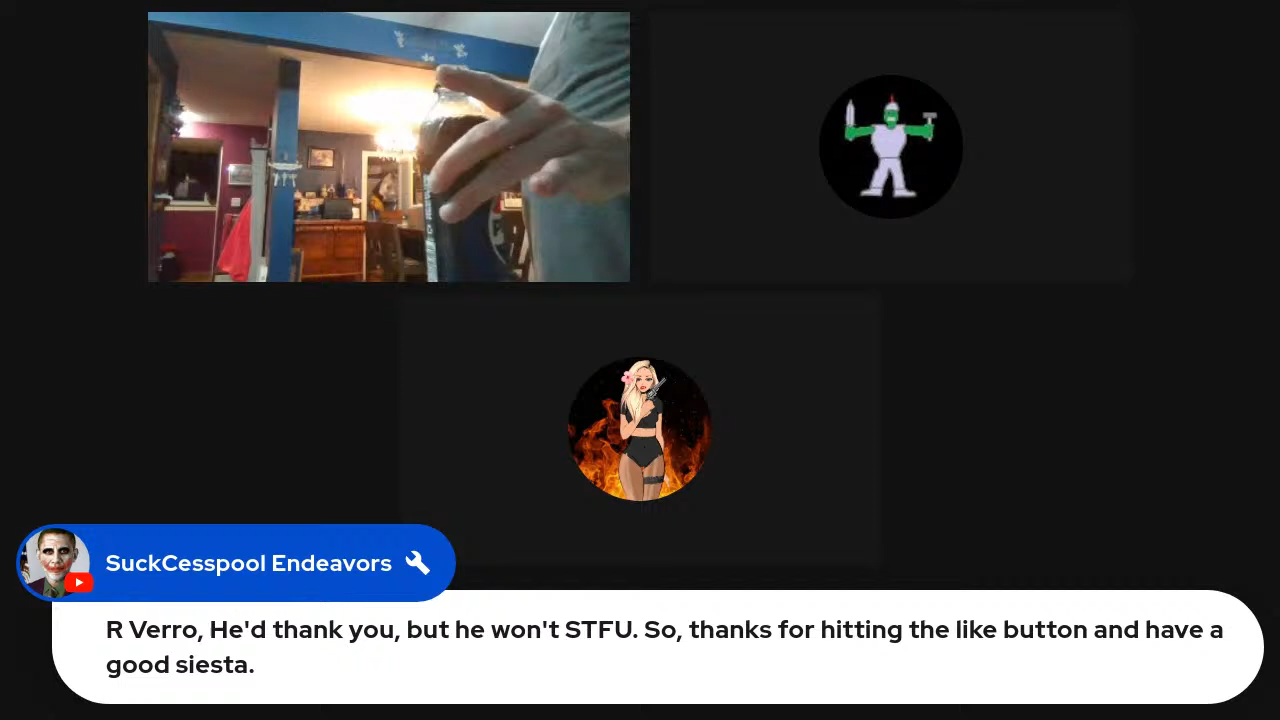 SuckCesspool Endeavors
R Verro, He'd thank you, but he won't STFU. So, thanks for hitting the like button and have a
good siesta.